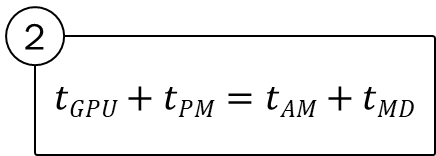 2
t_GPU + t_PM = t_AM + t_MD